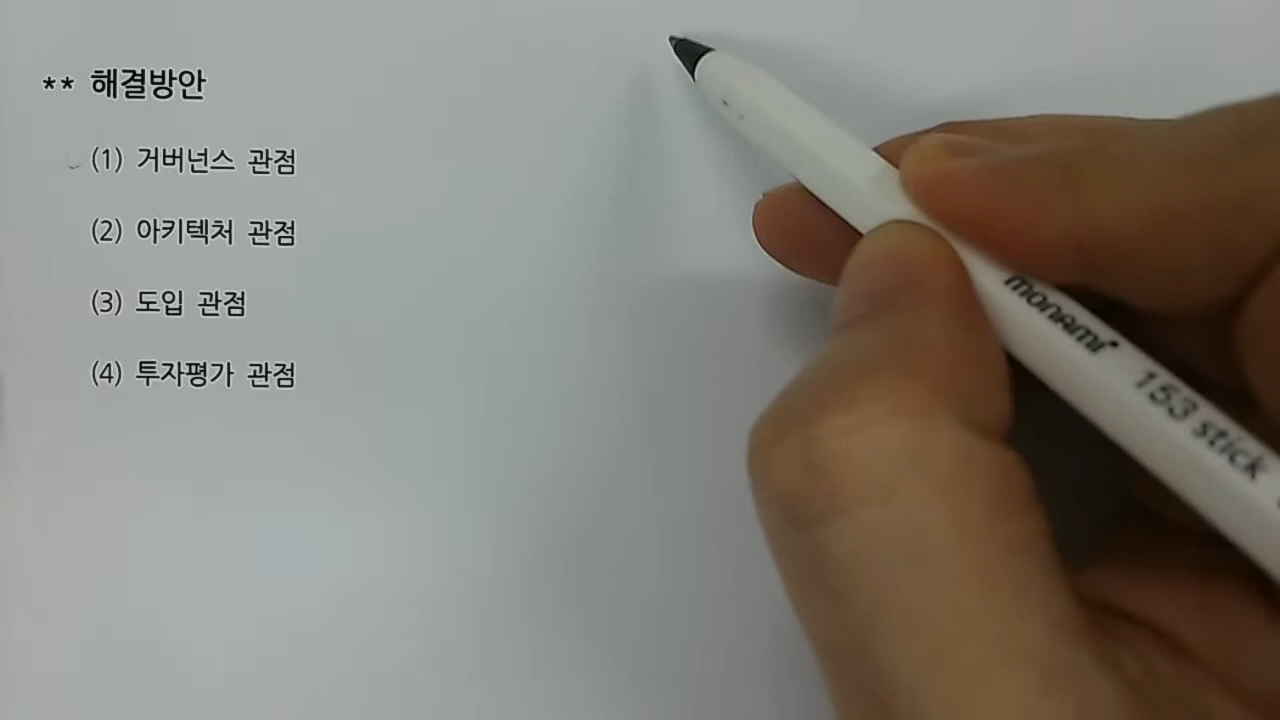 ** 해결방안
(1) 거버넌스 관점
(2) 아키텍처 관점
(3) 도입 관점
(4) 투자평가 관점
monami
153 stick